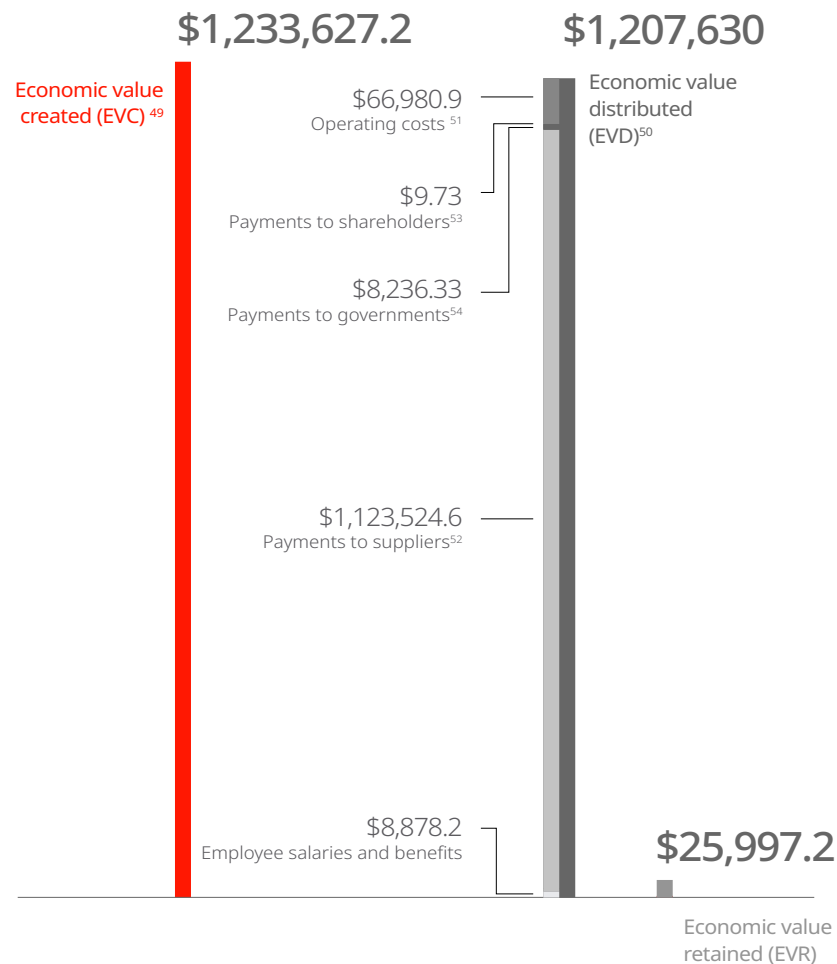 $1,233,627.2
Economic value
created (EVC) 49
$1,207,630
Economic value
distributed
(EVD)50
$66,980.9
Operating costs 51
$9.73
Payments to shareholders53
$8,236.33
Payments to governments54
$1,123,524.6
Payments to suppliers52
$8,878.2
Employee salaries and benefits
$25,997.2
Economic value
retained (EVR)